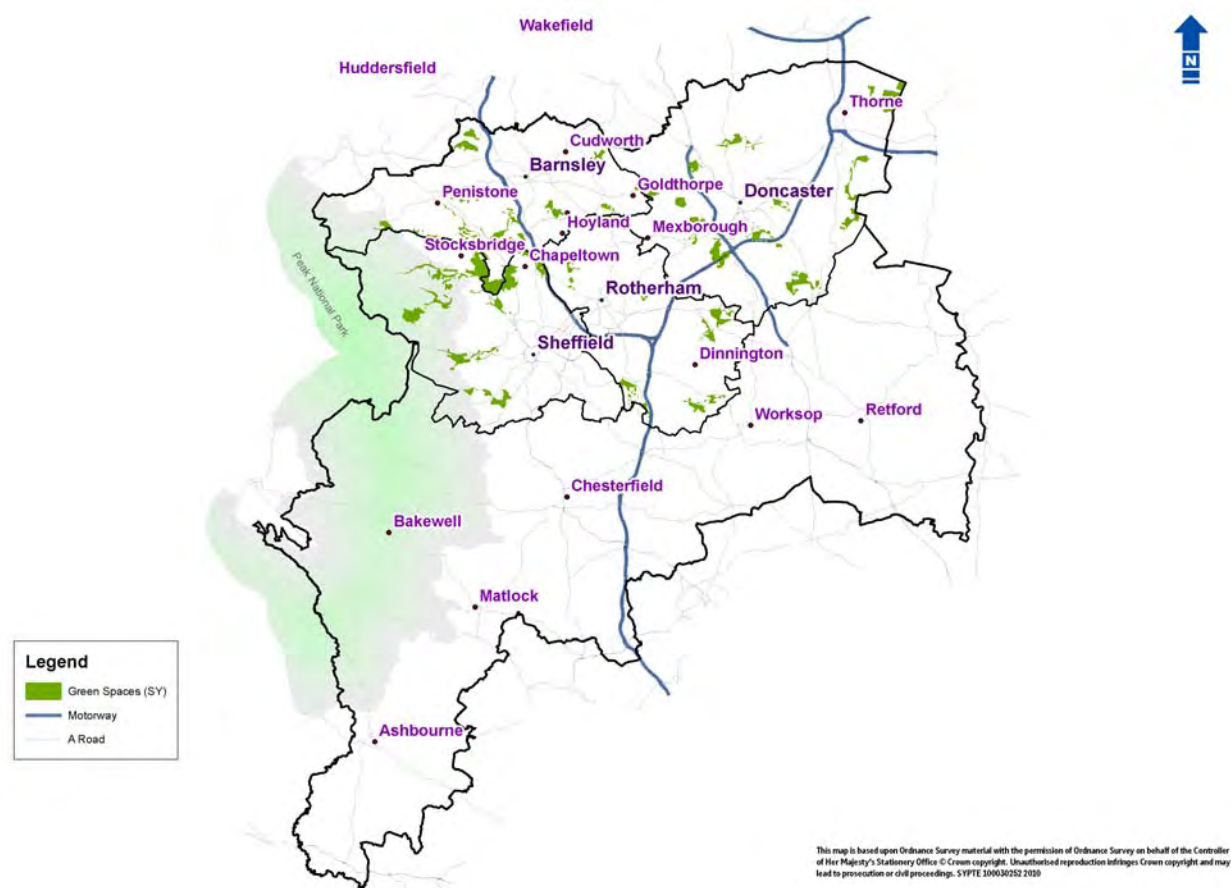 Wakefield
Huddersfield
N
Thorne
Cudworth
Barnsley
Penistone
Goldthorpe
Doncaster
Hoyland
Mexborough
Stocksbridge
Chapeltown
Peak National Park
Rotherham
Sheffield
Dinnington
Worksop
Retford
Chesterfield
Bakewell
Matlock
Legend
Green Spaces (SY)
Motorway
A Road
Ashbourne
This map is based upon Ordnance Survey material with the permission of Ordnance Survey on behalf of the Controller
of Her Majesty's Stationery Office © Crown copyright. Unauthorised reproduction infringes Crown copyright and may
lead to prosecution or civil proceedings. SYPTE 100030252 2010